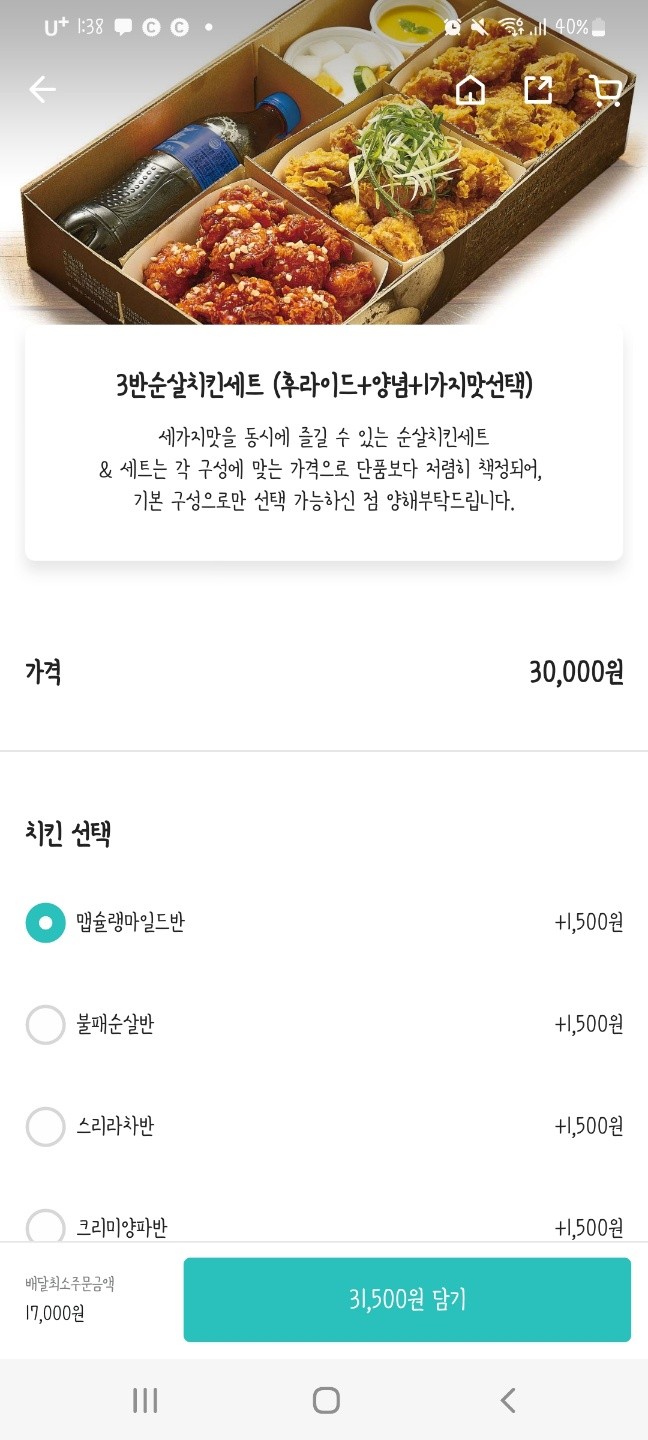 U+ 1:38
40%
3반순살치킨세트 (후라이드+양념+1가지맛선택)
세가지맛을 동시에 즐길 수 있는 순살치킨세트
& 세트는 각 구성에 맞는 가격으로 단품보다 저렴히 책정되어,
기본 구성으로만 선택 가능하신 점 양해부탁드립니다.
가격 30,000원
치킨 선택
맵슐랭마일드반 +1,500원
불패순살반 +1,500원
스리라차반 +1,500원
크리미양파반 +1,500원
배달최소주문금액
17,000원
31,500원 담기